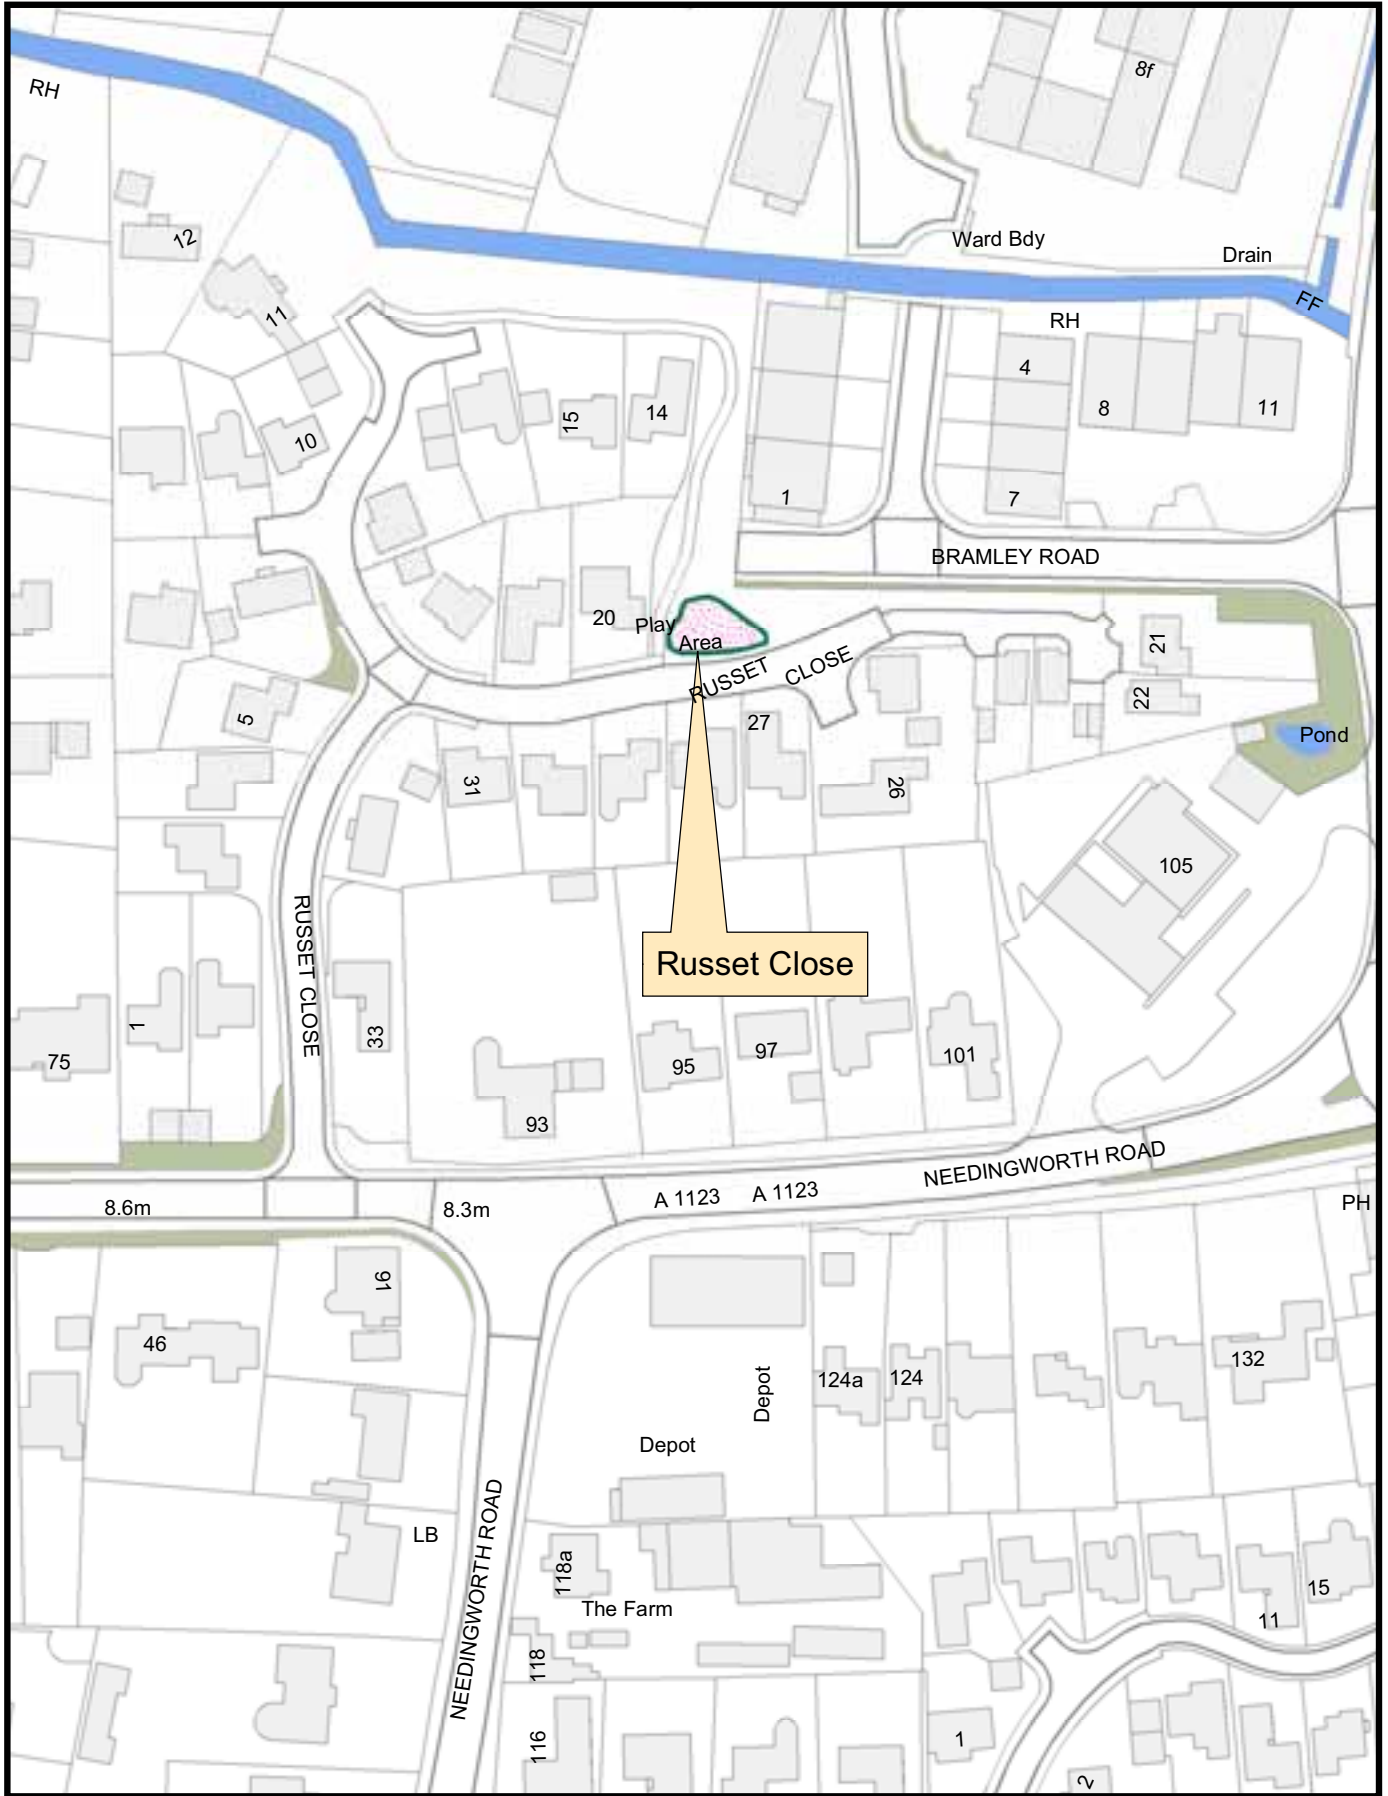 8f
RH
12
Ward Bdy
Drain
FF
11
RH
4
8
11
15
14
10
1
7
BRAMLEY ROAD
20
Play
Area
21
RUSSET CLOSE
22
5
27
Pond
31
26
105
RUSSET CLOSE
Russet Close
1
33
75
95
97
101
93
NEEDINGWORTH ROAD
8.6m
8.3m
A 1123
A 1123
PH
91
46
132
124a
124
Depot
Depot
NEEDINGWORTH ROAD
LB
118a
The Farm
15
11
118
116
1
2